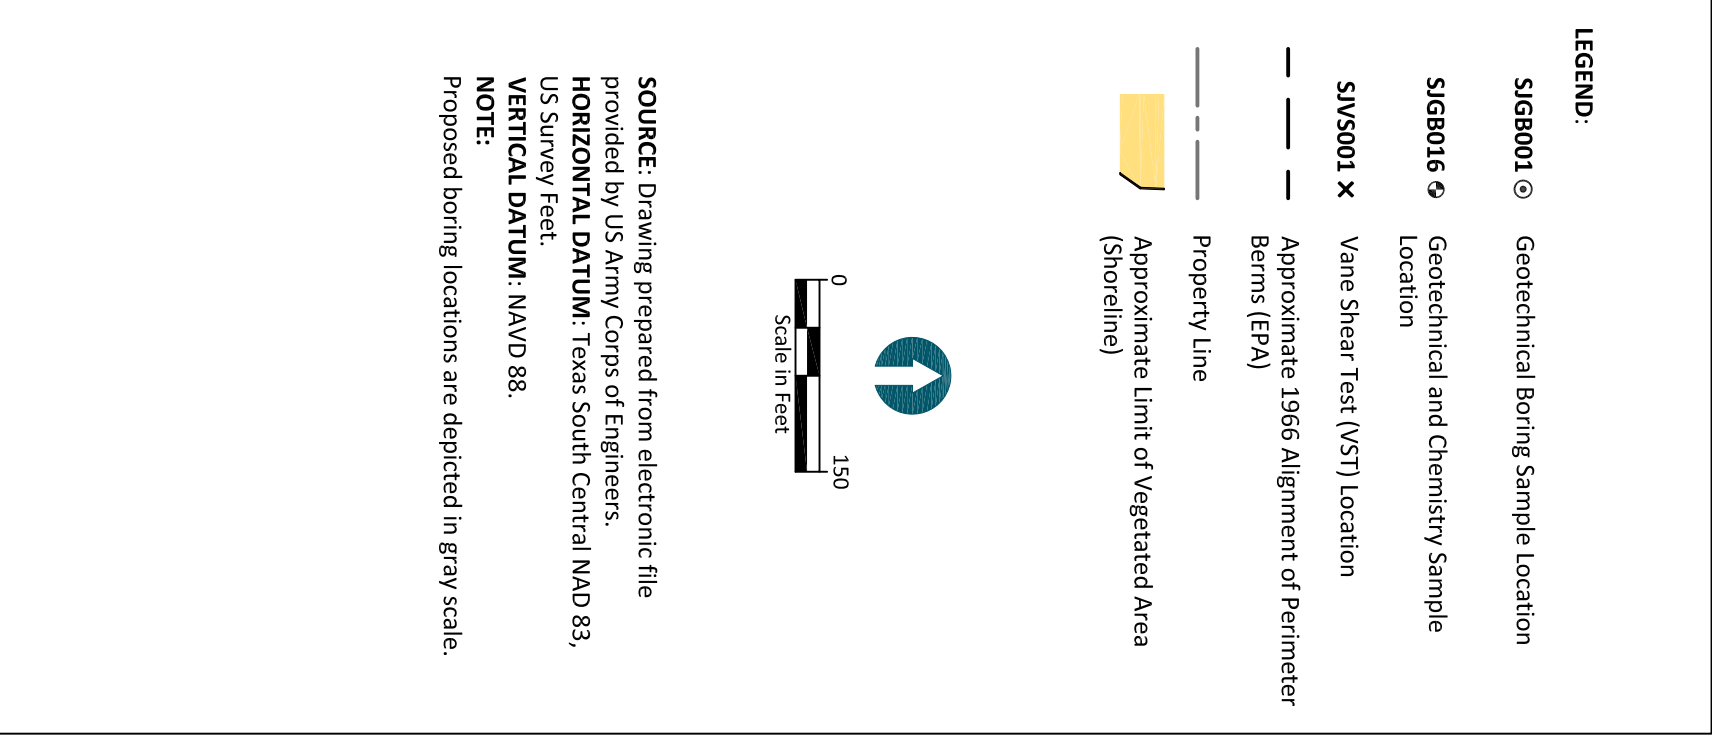 LEGEND:
SJGB001 Geotechnical Boring Sample Location
SJGB016 Geotechnical and Chemistry Sample
Location
SJVS001 Vane Shear Test (VST) Location
Approximate 1966 Alignment of Perimeter
Berms (EPA)
Property Line
Approximate Limit of Vegetated Area
(Shoreline)
0 150
Scale in Feet
SOURCE: Drawing prepared from electronic file
provided by US Army Corps of Engineers.
HORIZONTAL DATUM: Texas South Central NAD 83,
US Survey Feet.
VERTICAL DATUM: NAVD 88.
NOTE:
Proposed boring locations are depicted in gray scale.